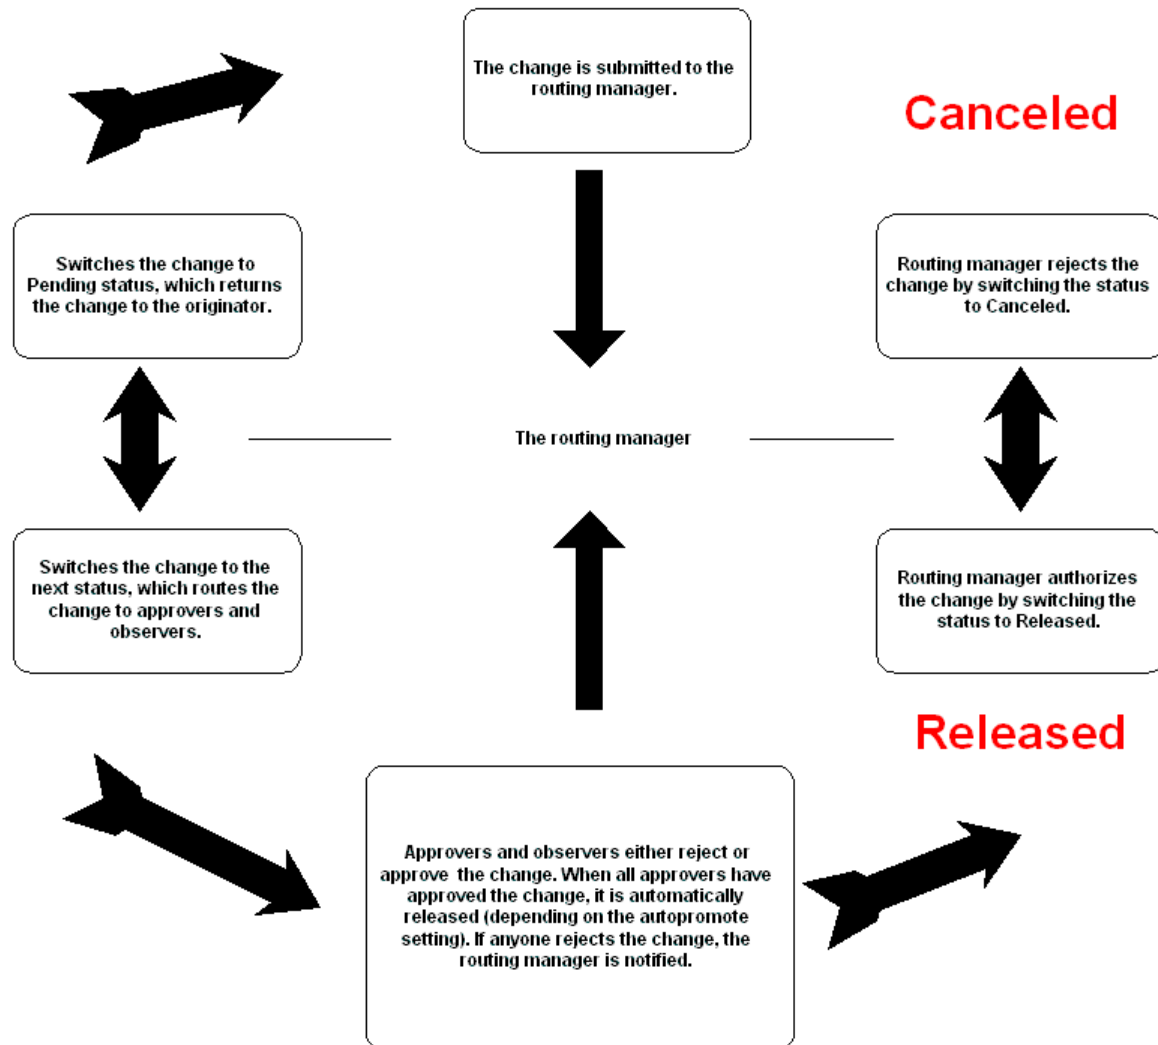 The change is submitted to the
routing manager.
Canceled
Switches the change to
Pending status, which returns
the change to the originator.
Routing manager rejects the
change by switching the status
to Canceled.
The routing manager
Switches the change to the
next status, which routes the
change to approvers and
observers.
Routing manager authorizes
the change by switching the
status to Released.
Released
Approvers and observers either reject or
approve the change. When all approvers have
approved the change, it is automatically
released (depending on the autopromote
setting). If anyone rejects the change, the
routing manager is notified.